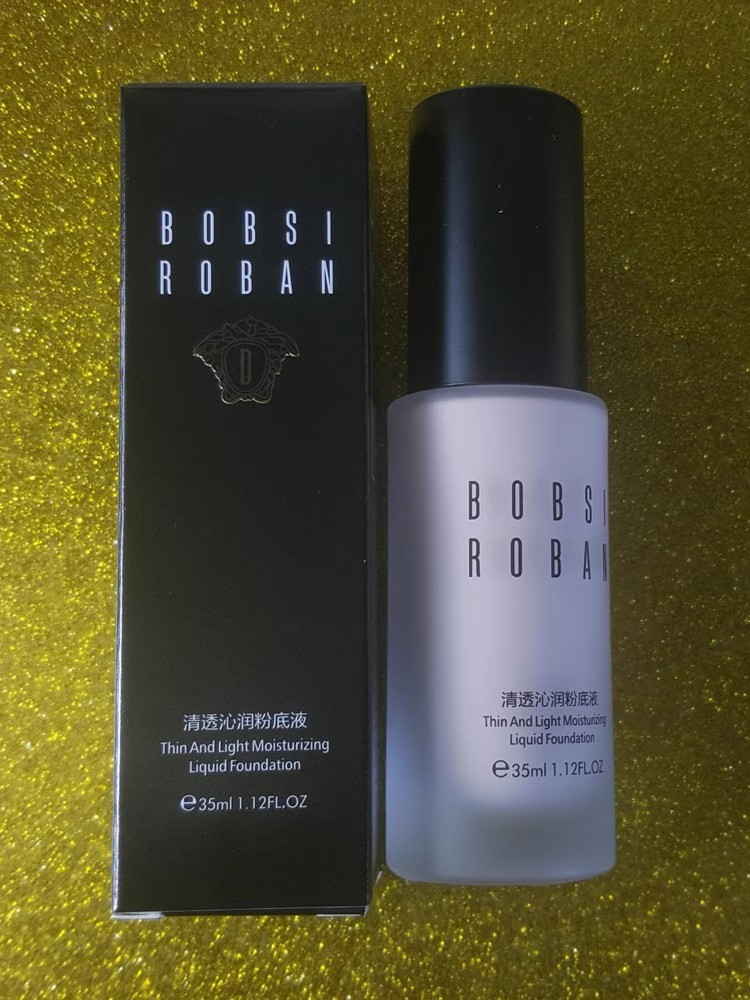 BOBSI
ROBAN
D
清透沁润粉底液
Thin And Light Moisturizing
Liquid Foundation
℮35ml 1.12FL.OZ
BOBSI
ROBAN
清透沁润粉底液
Thin And Light Moisturizing
Liquid Foundation
℮35ml 1.12FL.OZ